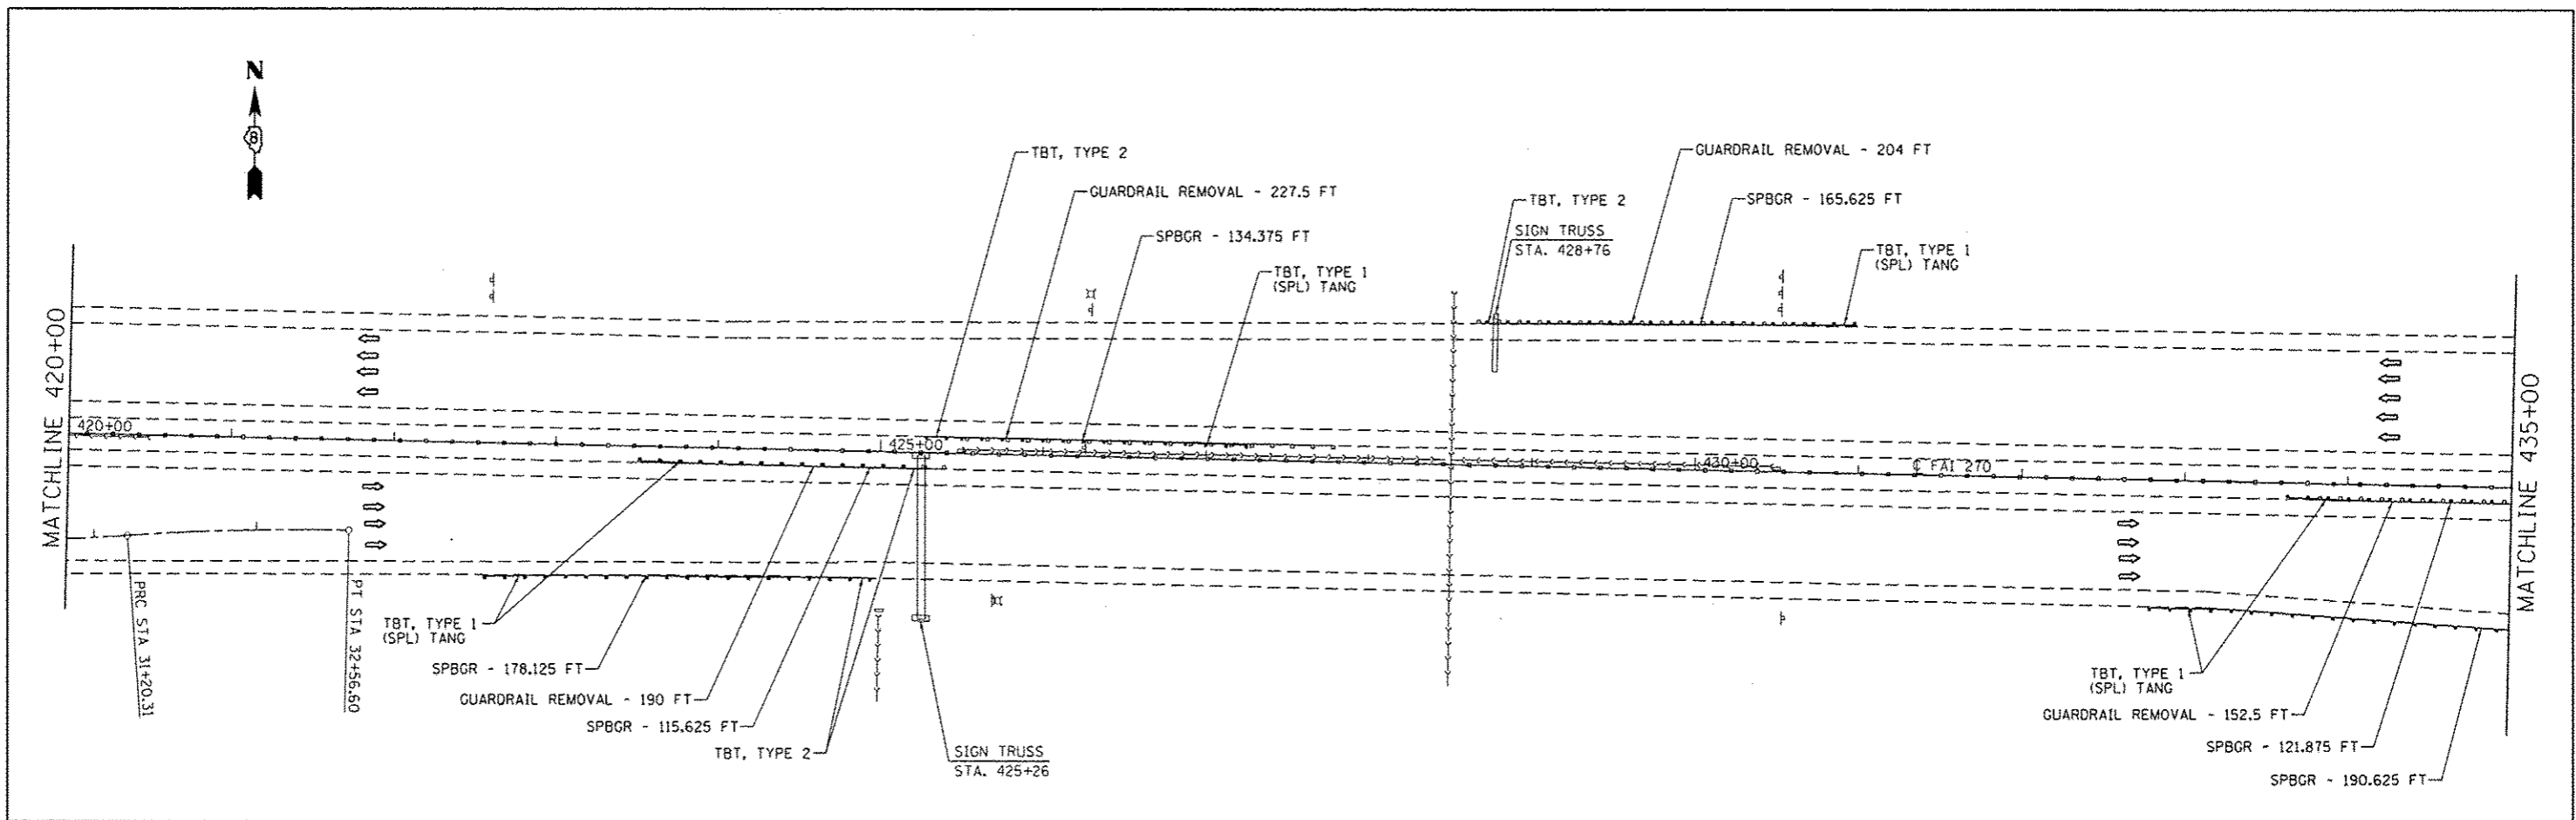 N
8
TBT, TYPE 2
GUARDRAIL REMOVAL - 227.5 FT
SPBGR - 134.375 FT
TBT, TYPE 1
(SPL) TANG
GUARDRAIL REMOVAL - 204 FT
TBT, TYPE 2
SPBGR - 165.625 FT
SIGN TRUSS
STA. 428+76
TBT, TYPE 1
(SPL) TANG
MATCHLINE 420+00
420+00
425+00
430+00
℄ FAI 270
MATCHLINE 435+00
PRC STA 31+20.31
PT STA 32+56.60
TBT, TYPE 1
(SPL) TANG
SPBGR - 178.125 FT
GUARDRAIL REMOVAL - 190 FT
SPBGR - 115.625 FT
TBT, TYPE 2
SIGN TRUSS
STA. 425+26
TBT, TYPE 1
(SPL) TANG
GUARDRAIL REMOVAL - 152.5 FT
SPBGR - 121.875 FT
SPBGR - 190.625 FT